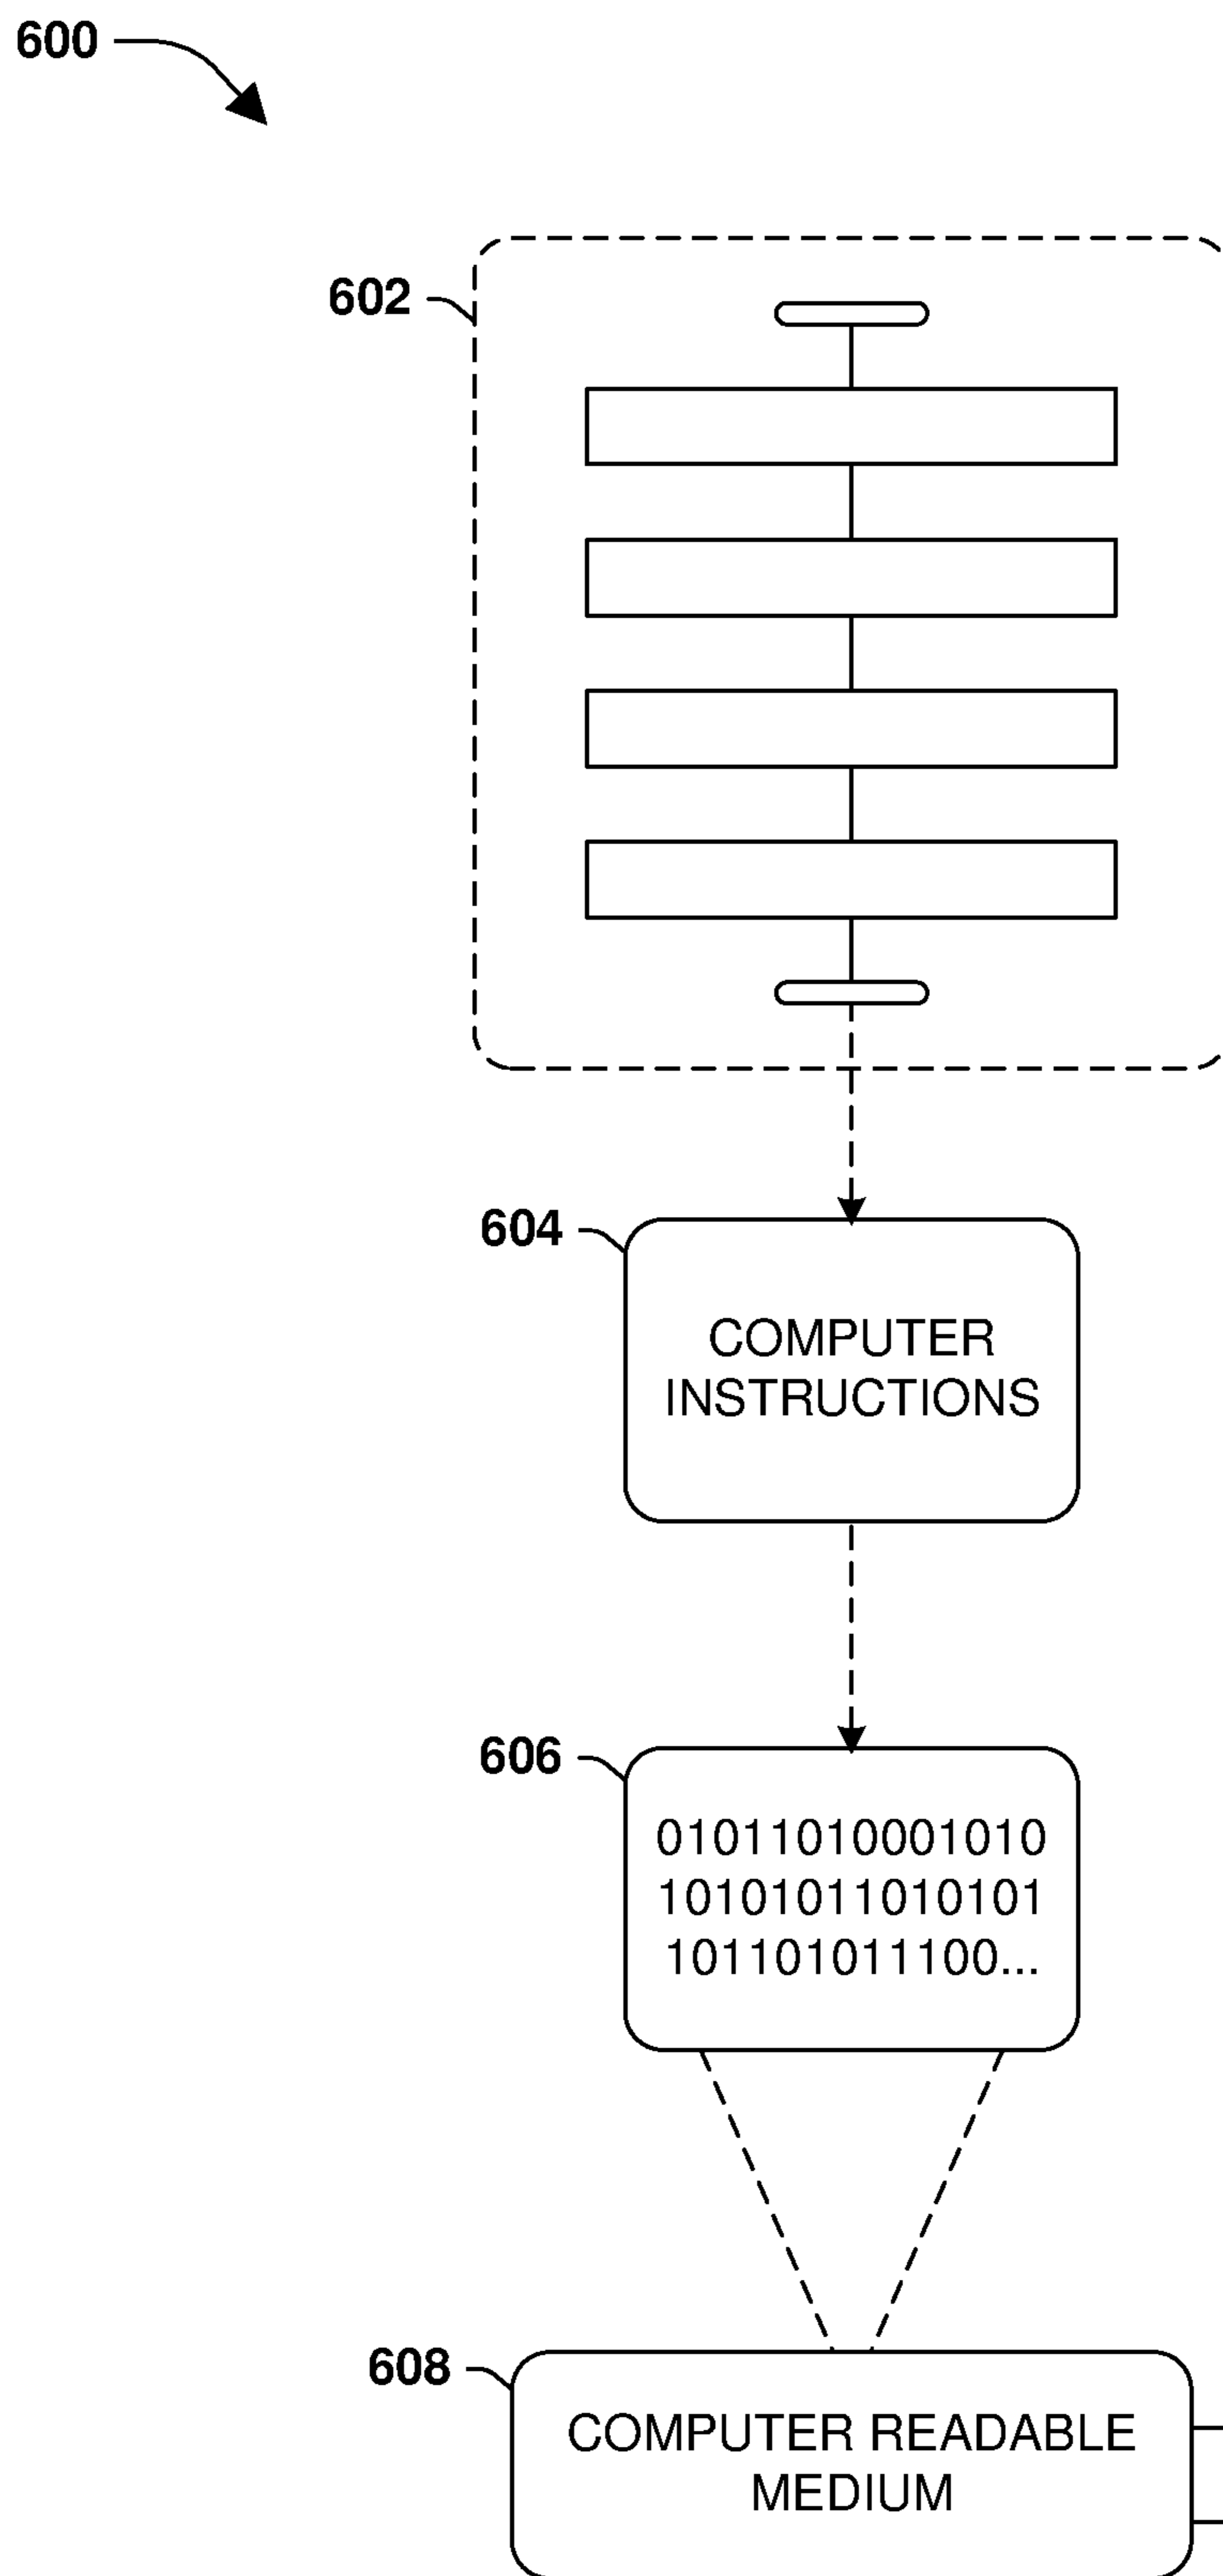 600
602
604
COMPUTER
INSTRUCTIONS
606
01011010001010
10101011010101
101101011100...
608
COMPUTER READABLE
MEDIUM